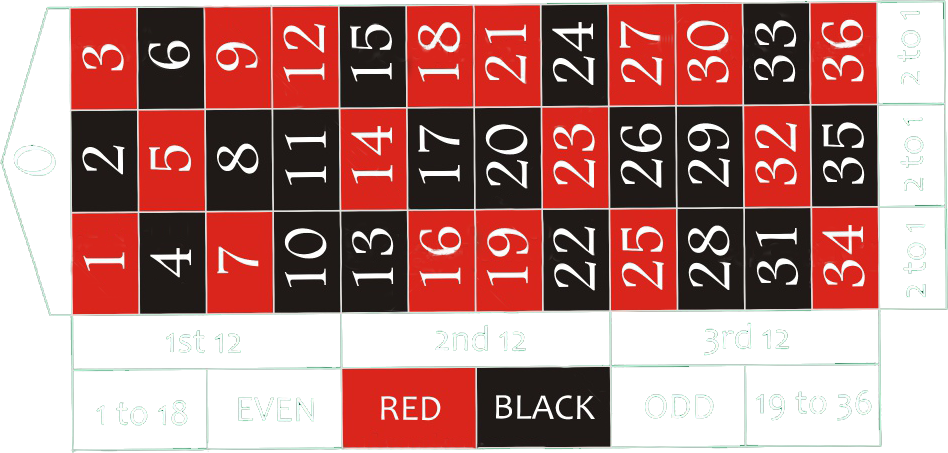 3 6 9 12 15 18 21 24 27 30 33 36 2 to 1
0 2 5 8 11 14 17 20 23 26 29 32 35 2 to 1
1 4 7 10 13 16 19 22 25 28 31 34 2 to 1
1st 12 2nd 12 3rd 12
1 to 18 EVEN RED BLACK ODD 19 to 36